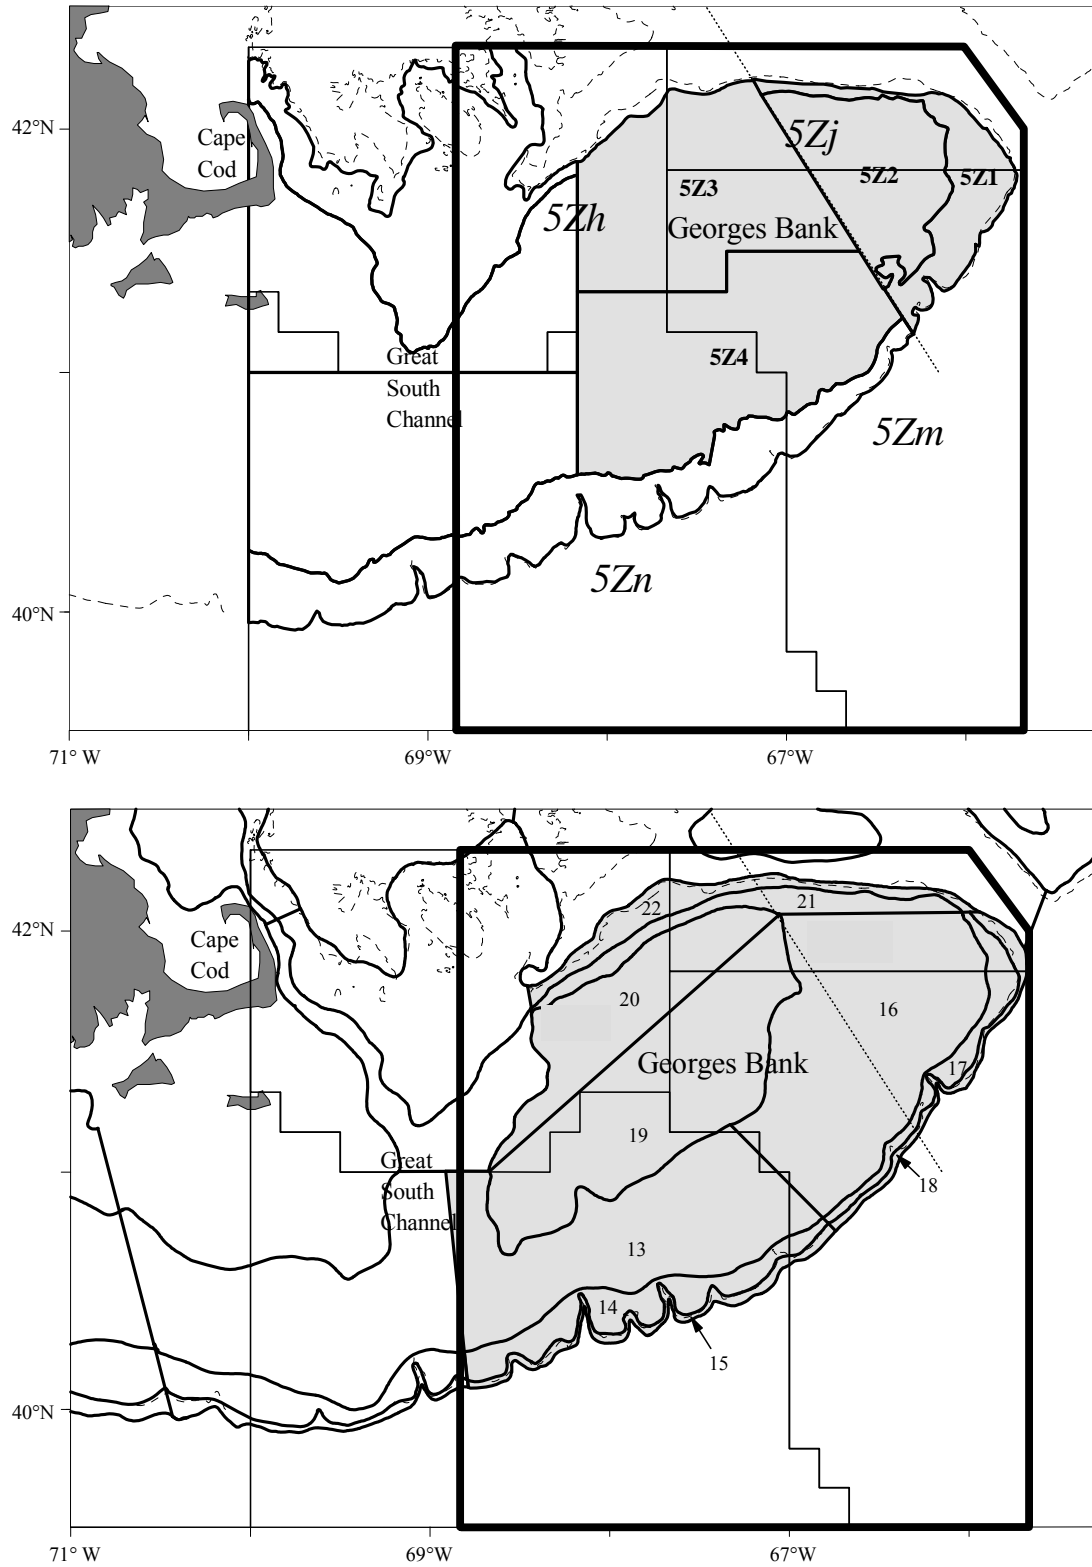 42°N
Cape
Cod
5Zj
5Z3
5Z2
5Z1
5Zh
Georges Bank
Great
South
Channel
5Z4
5Zm
5Zn
40°N
71° W
69°W
67°W
42°N
Cape
Cod
22
21
20
16
Georges Bank
17
19
Great
South
Channel
18
13
14
15
40°N
71° W
69°W
67°W